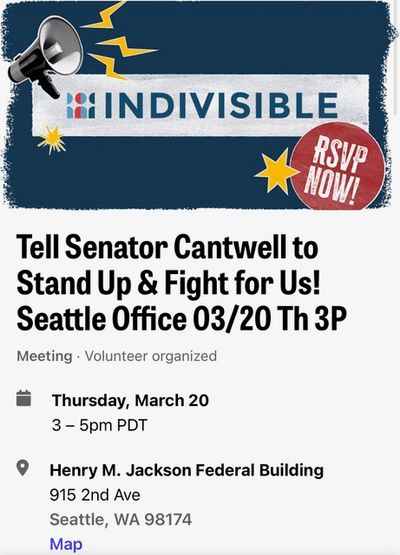 INDIVISIBLE
RSVP
NOW!
Tell Senator Cantwell to
Stand Up & Fight for Us!
Seattle Office 03/20 Th 3P
Meeting · Volunteer organized
Thursday, March 20
3 – 5pm PDT
Henry M. Jackson Federal Building
915 2nd Ave
Seattle, WA 98174
Map